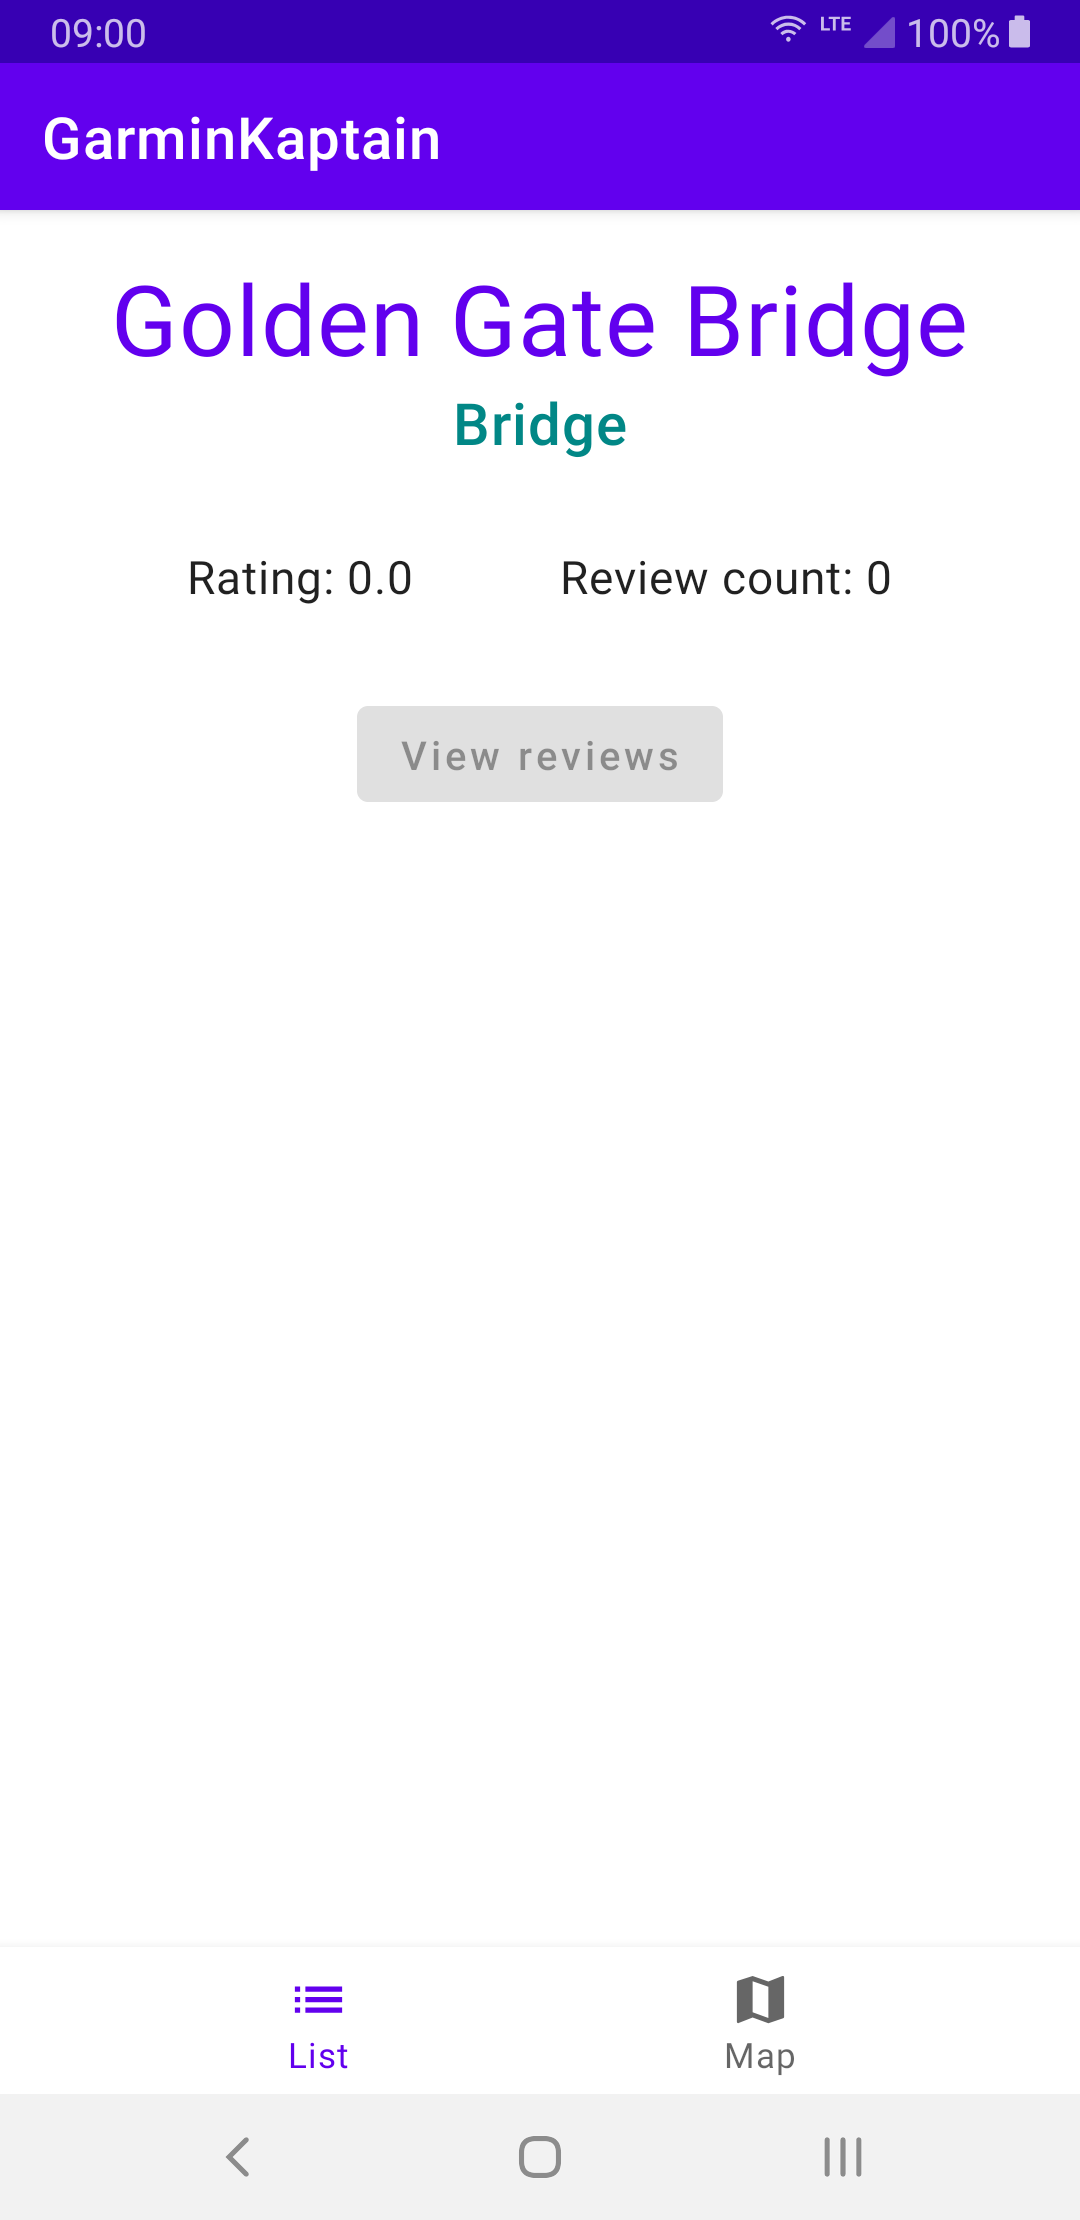 09:00 LTE 100%
GarminKaptain
Golden Gate Bridge
Bridge
Rating: 0.0 Review count: 0
View reviews
List Map